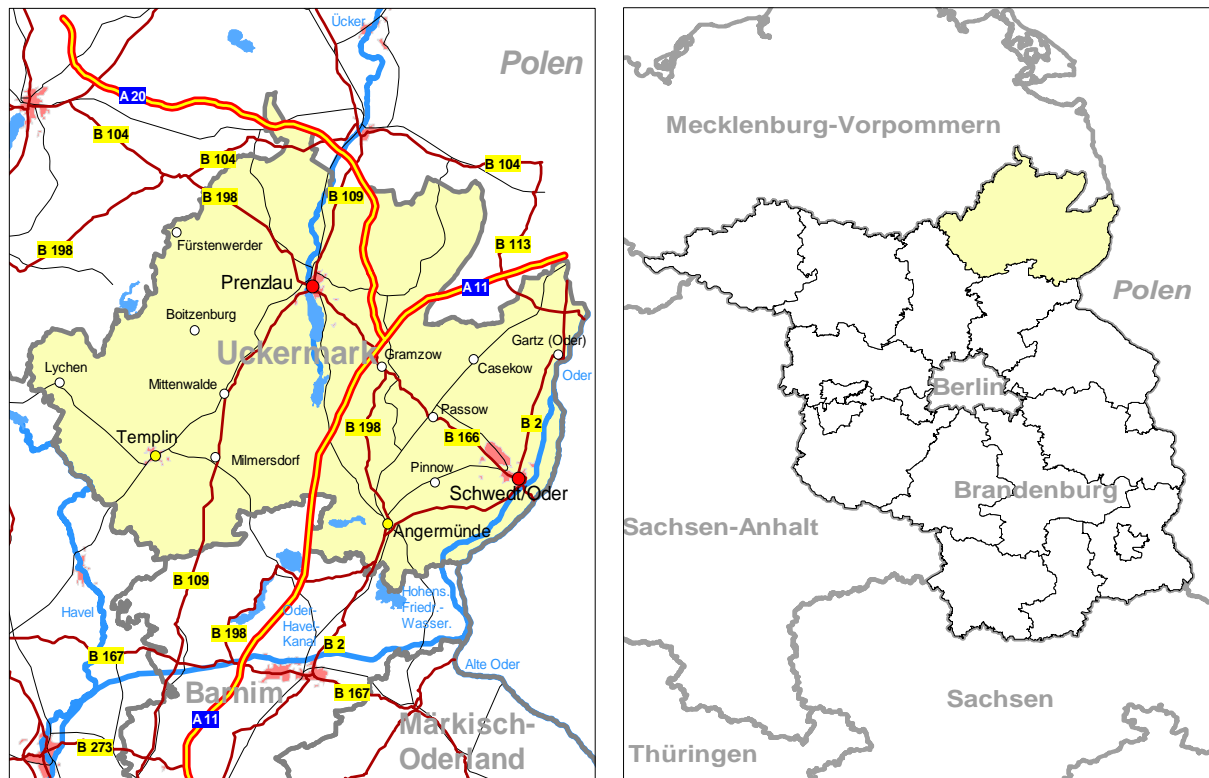 Ücker
Polen
A 20
B 104
B 104
B 104
B 198
B 109
Fürstenwerder
B 198
B 113
Prenzlau
A 11
Boitzenburg
Uckermark
Gartz (Oder)
Gramzow
Lychen
Casekow
Oder
Mittenwalde
Passow
Templin
B 198
B 166
B 2
Milmersdorf
Pinnow
Schwedt/Oder
Angermünde
B 109
Havel
Oder-
Havel-
Kanal
Hohens.
Friedr.-
Wasser.
B 198
B 2
B 167
Alte Oder
Barnim
B 167
A 11
Märkisch-
Oderland
B 273
Mecklenburg-Vorpommern
Polen
Berlin
Brandenburg
Sachsen-Anhalt
Sachsen
Thüringen